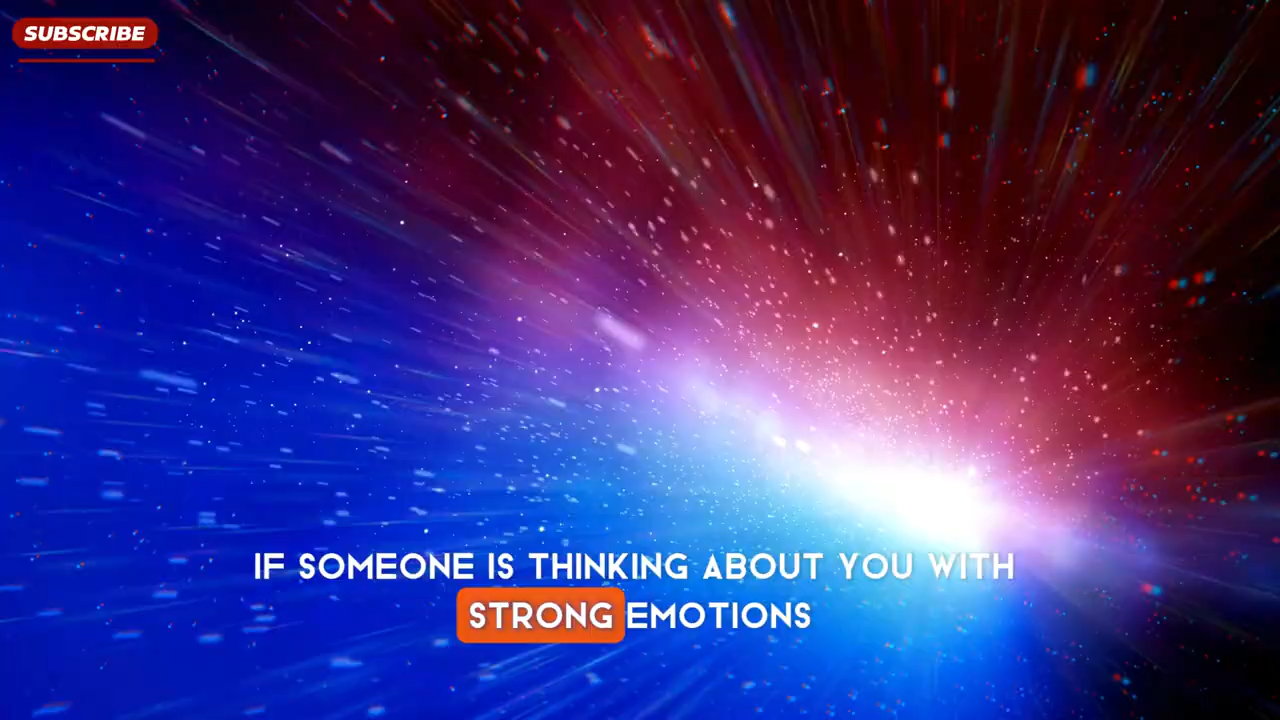 SUBSCRIBE
IF SOMEONE IS THINKING ABOUT YOU WITH
STRONG EMOTIONS